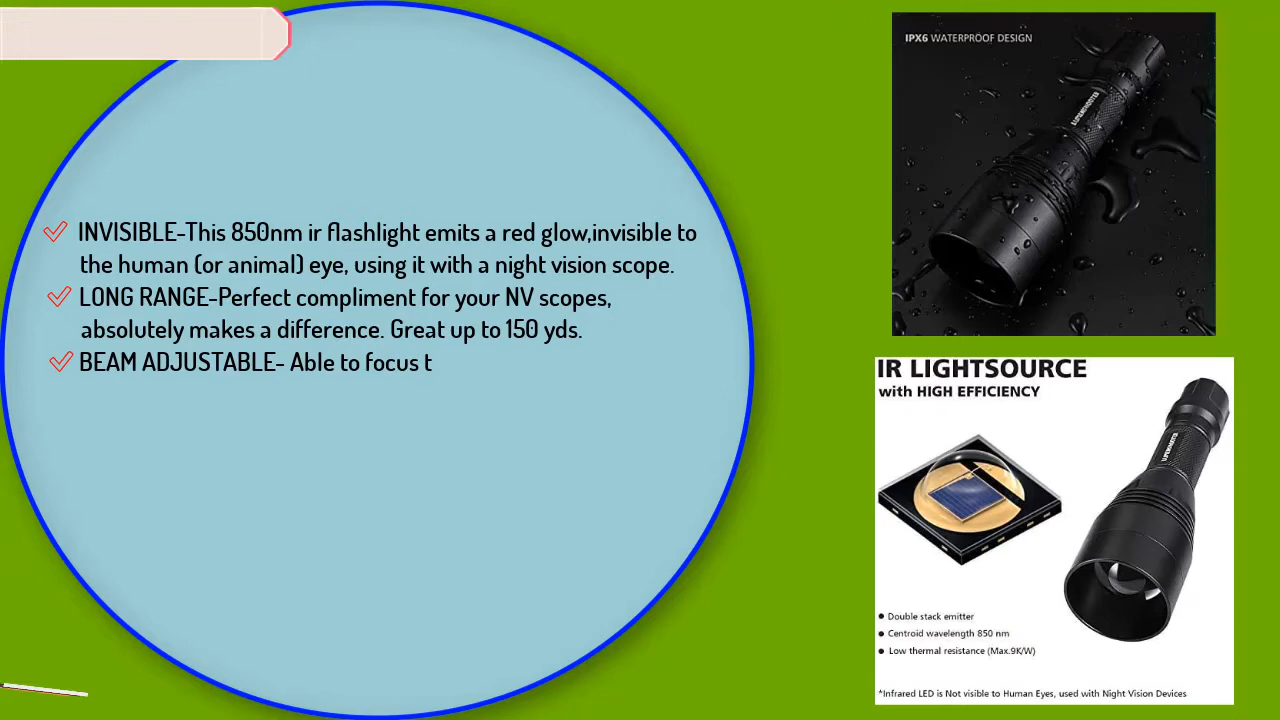 INVISIBLE-This 850nm ir flashlight emits a red glow,invisible to
the human (or animal) eye, using it with a night vision scope.
LONG RANGE-Perfect compliment for your NV scopes,
absolutely makes a difference. Great up to 150 yds.
BEAM ADJUSTABLE- Able to focus t
IPX6 WATERPROOF DESIGN
IR LIGHTSOURCE
with HIGH EFFICIENCY
• Double stack emitter
• Centroid wavelength 850 nm
• Low thermal resistance (Max.9K/W)
*Infrared LED is Not visible to Human Eyes, used with Night Vision Devices